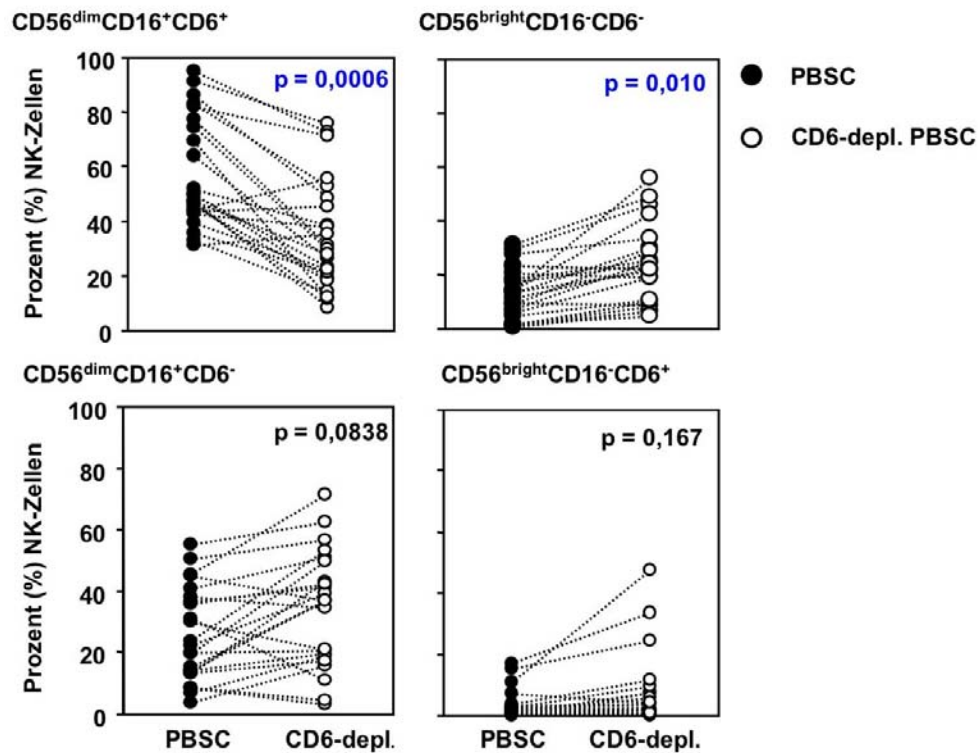 CD56dimCD16+CD6+
CD56brightCD16-CD6-
Prozent (%) NK-Zellen
100
80
60
40
20
0
p = 0,0006
p = 0,010
PBSC
CD6-depl. PBSC
CD56dimCD16+CD6-
CD56brightCD16-CD6+
Prozent (%) NK-Zellen
100
80
60
40
20
0
p = 0,0838
p = 0,167
PBSC
CD6-depl.
PBSC
CD6-depl.